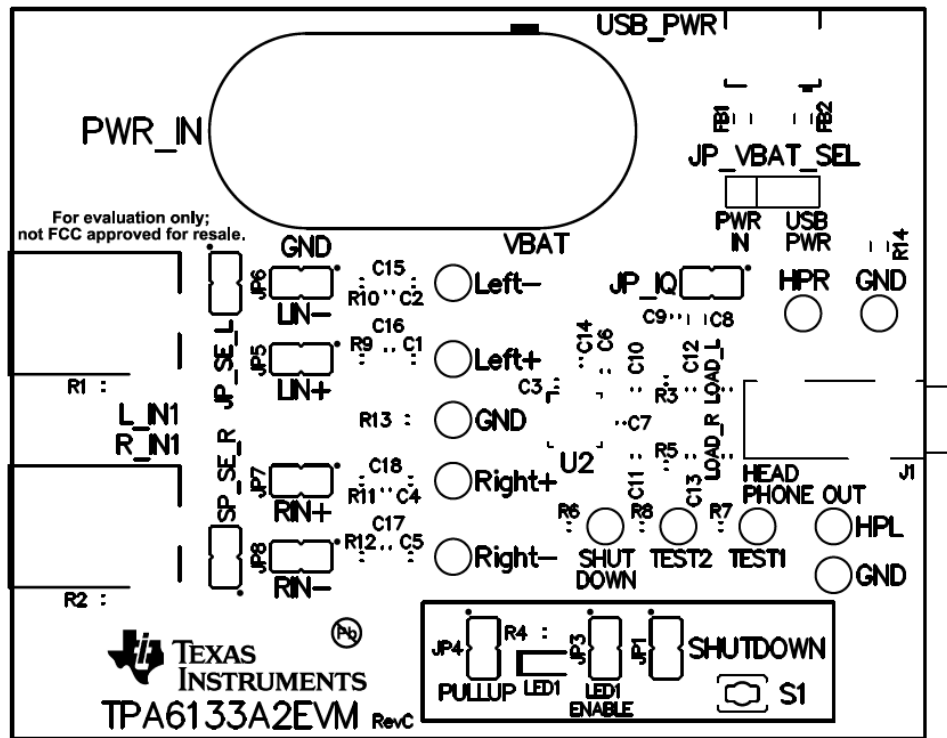 USB_PWR
PWR_IN
FB1
FB2
JP_VBAT_SEL
PWR
IN
USB
PWR
For evaluation only;
not FCC approved for resale.
GND
VBAT
R14
JP6
LIN-
C15
R10 C2
Left-
JP_IQ
HPR
GND
C9
C8
JP_SE_L
JP5
LIN+
C16
R9 C1
Left+
C14
C6
C10
C12
LOAD_L
C3
R3
R1
L_IN1
R_IN1
R13
GND
C7
U2
SP_SE_R
JP7
RIN+
C18
R11 C4
Right+
R5
LOAD_R
C11
C13
J1
HEAD
PHONE OUT
JP8
RIN-
C17
R12 C5
Right-
R6
SHUT
DOWN
R8
TEST2
R7
TEST1
HPL
GND
R2
Pb
TEXAS
INSTRUMENTS
TPA6133A2EVM RevC
JP4
PULLUP
R4
LED1
JP3
LED1
ENABLE
JP1
SHUTDOWN
S1